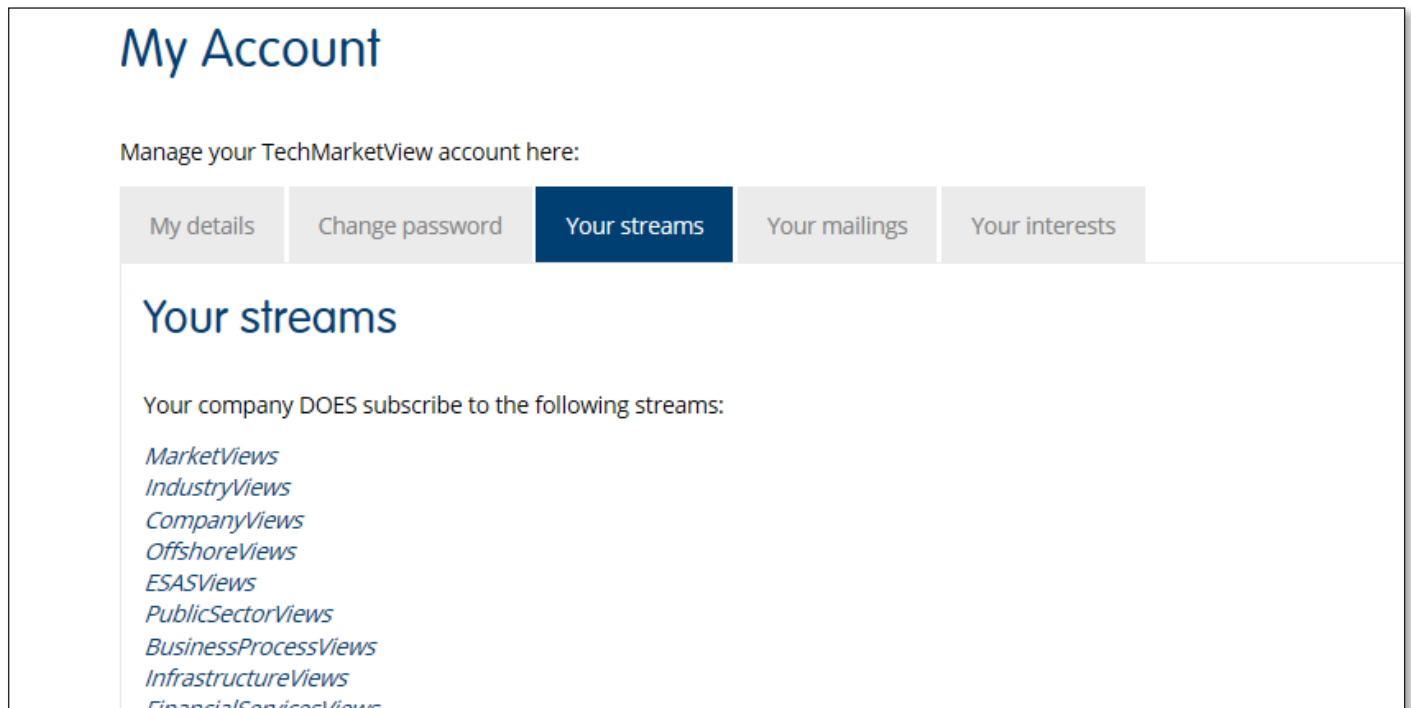 My Account
Manage your TechMarketView account here:
My details Change password Your streams Your mailings Your interests
Your streams
Your company DOES subscribe to the following streams:
MarketViews
IndustryViews
CompanyViews
OffshoreViews
ESASViews
PublicSectorViews
BusinessProcessViews
InfrastructureViews
FinancialServicesViews